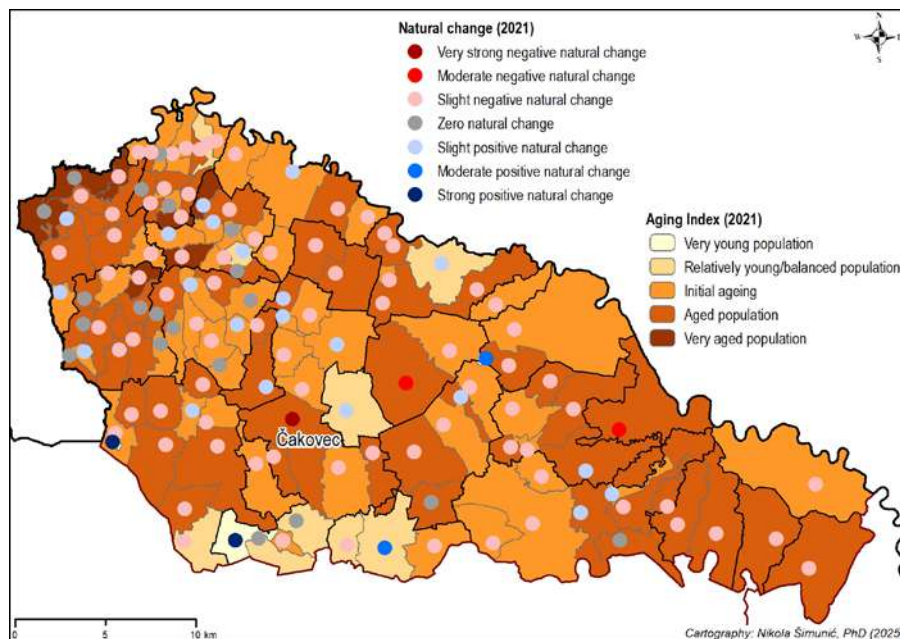 Natural change (2021)
Very strong negative natural change
Moderate negative natural change
Slight negative natural change
Zero natural change
Slight positive natural change
Moderate positive natural change
Strong positive natural change
N
W
E
S
Aging Index (2021)
Very young population
Relatively young/balanced population
Initial ageing
Aged population
Very aged population
Čakovec
0 5 10 km
Cartography: Nikola Šimunić, PhD (2025)